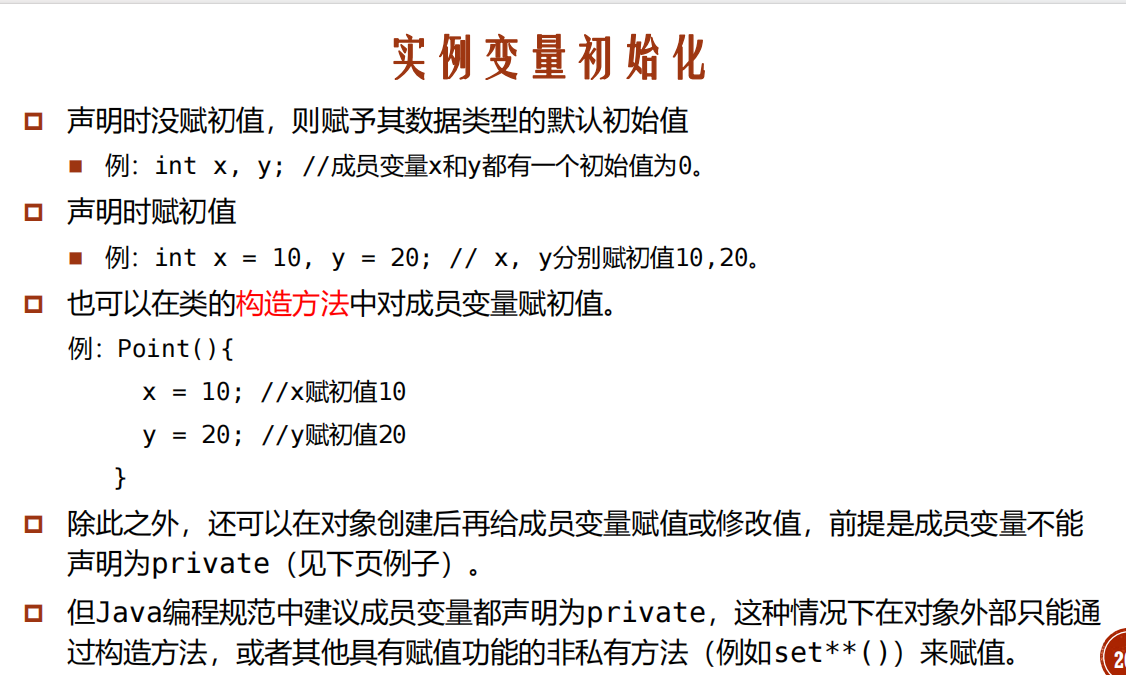 实例变量初始化
声明时没赋初值，则赋予其数据类型的默认初始值
例：int x, y; //成员变量x和y都有一个初始值为0。
声明时赋初值
例：int x = 10, y = 20; // x, y分别赋初值10,20。
也可以在类的构造方法中对成员变量赋初值。
例：Point(){
x = 10; //x赋初值10
y = 20; //y赋初值20
}
除此之外，还可以在对象创建后再给成员变量赋值或修改值，前提是成员变量不能
声明为private（见下页例子）。
但Java编程规范中建议成员变量都声明为private，这种情况下在对象外部只能通
过构造方法，或者其他具有赋值功能的非私有方法（例如set**()）来赋值。